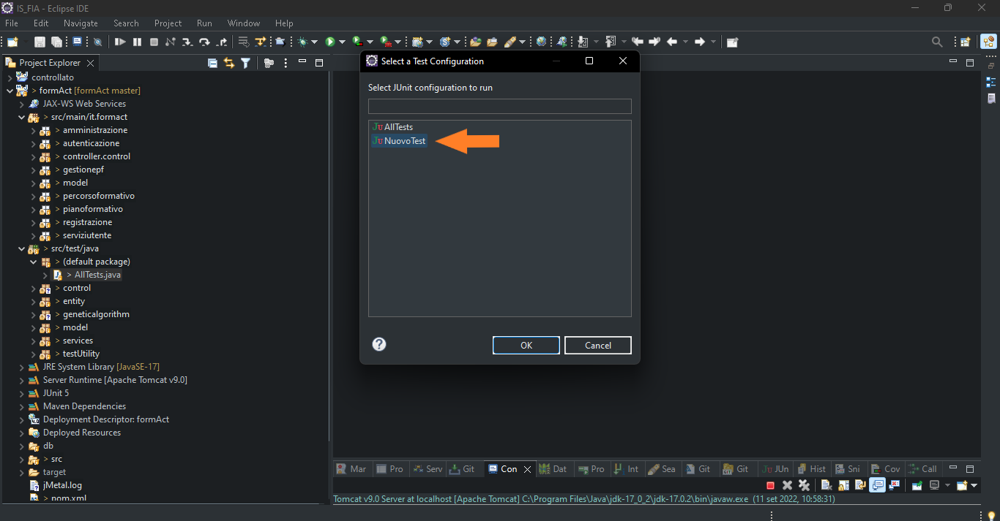 IS_FIA - Eclipse IDE
File Edit Navigate Search Project Run Window Help
Project Explorer
controllato
> formAct [formAct master]
JAX-WS Web Services
> src/main/it.formact
> amministrazione
> autenticazione
> controller.control
> gestionepf
> model
> percorsoformativo
> pianoformativo
> registrazione
> serviziutente
> src/test/java
> (default package)
> AllTests.java
> control
> entity
> geneticalgorithm
> model
> services
> testUtility
JRE System Library [JavaSE-17]
Server Runtime [Apache Tomcat v9.0]
JUnit 5
Maven Dependencies
Deployment Descriptor: formAct
Deployed Resources
db
> src
target
jMetal.log
> pom.xml
Select a Test Configuration
Select JUnit configuration to run
JU AllTests
JU NuovoTest
? OK Cancel
Mar Pro Serv Git Con Dat Pro Int Sea Git Git JUn Hist Sni Cov Call
Tomcat v9.0 Server at localhost [Apache Tomcat] C:\Program Files\Java\jdk-17_0_2\jdk-17.0.2\bin\javaw.exe (11 set 2022, 10:58:31)